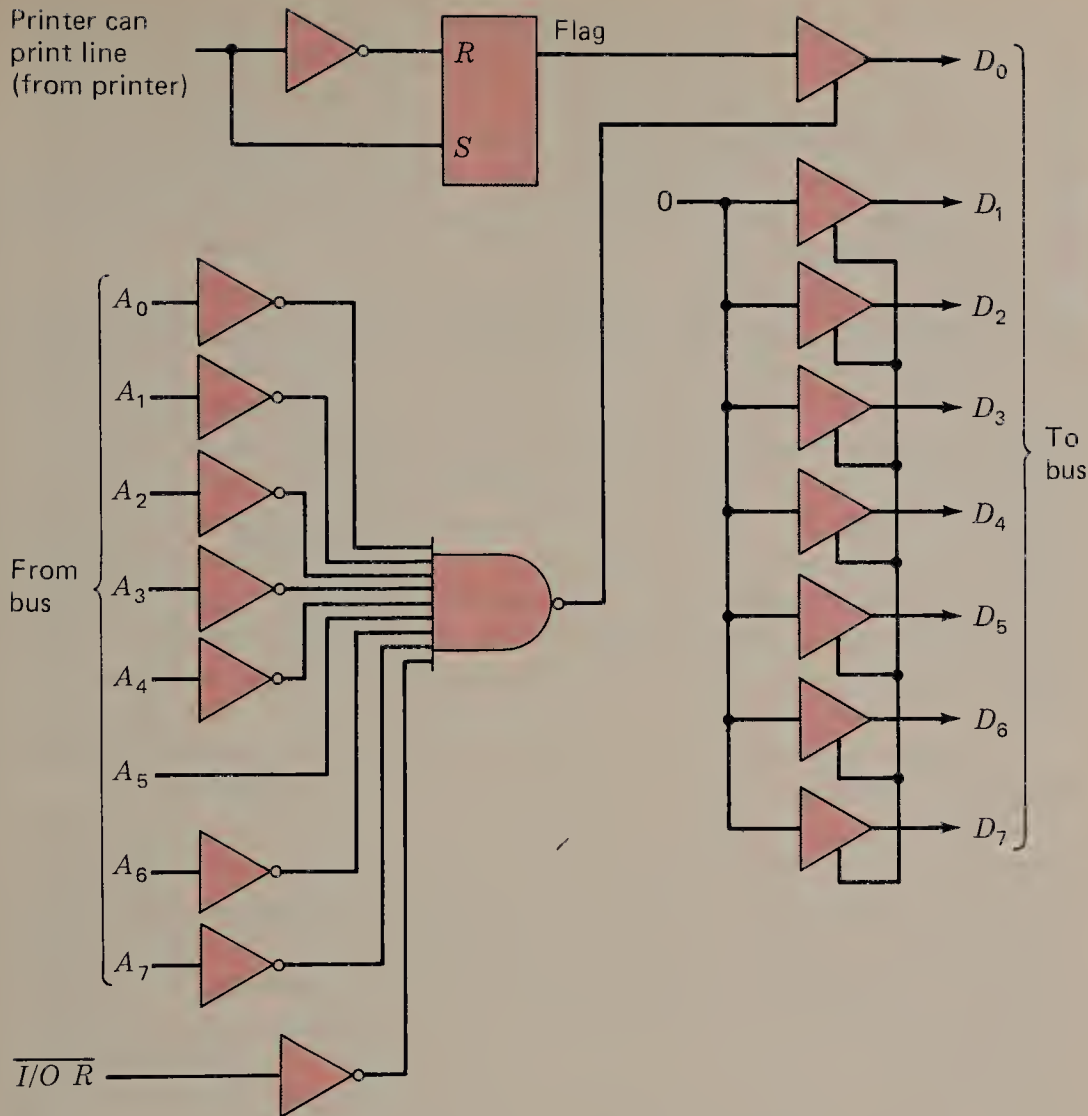 Printer can
print line
(from printer)
R
Flag
S
D₀
0
D₁
D₂
D₃
D₄
D₅
D₆
D₇
To
bus
From
bus
A₀
A₁
A₂
A₃
A₄
A₅
A₆
A₇
I/O R